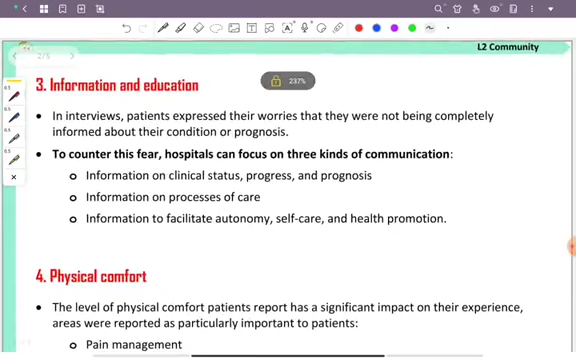 L2 Community
2/5
237%
3. Information and education
• In interviews, patients expressed their worries that they were not being completely
informed about their condition or prognosis.
• To counter this fear, hospitals can focus on three kinds of communication:
o Information on clinical status, progress, and prognosis
o Information on processes of care
o Information to facilitate autonomy, self-care, and health promotion.
4. Physical comfort
• The level of physical comfort patients report has a significant impact on their experience,
areas were reported as particularly important to patients:
o Pain management